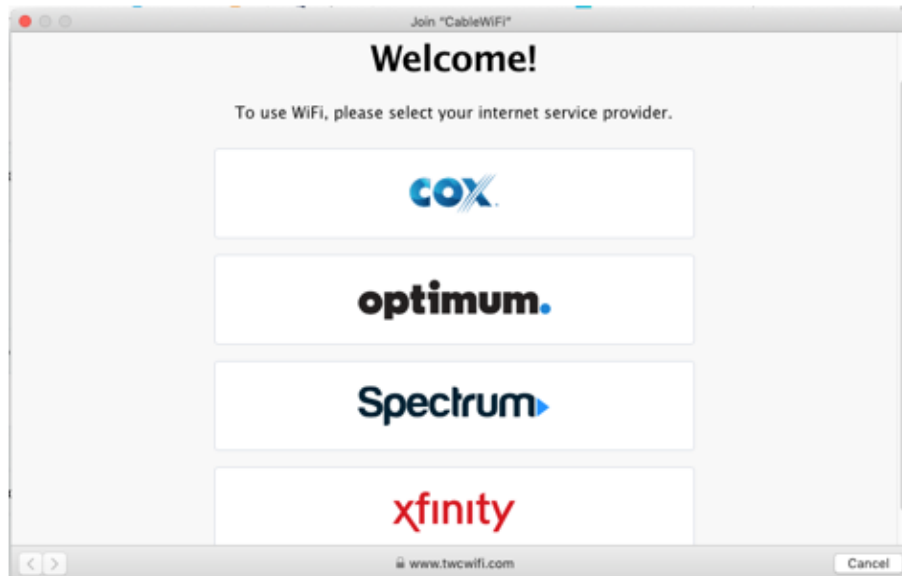 Join "CableWiFi"
Welcome!
To use WiFi, please select your internet service provider.
COX
optimum.
Spectrum
xfinity
www.twcwifi.com
Cancel